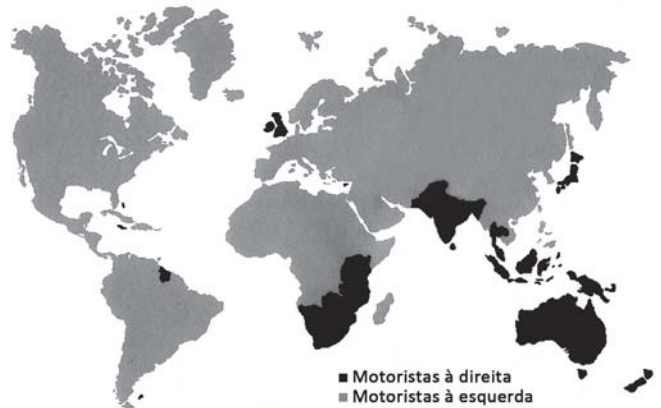 ■ Motoristas à direita
■ Motoristas à esquerda